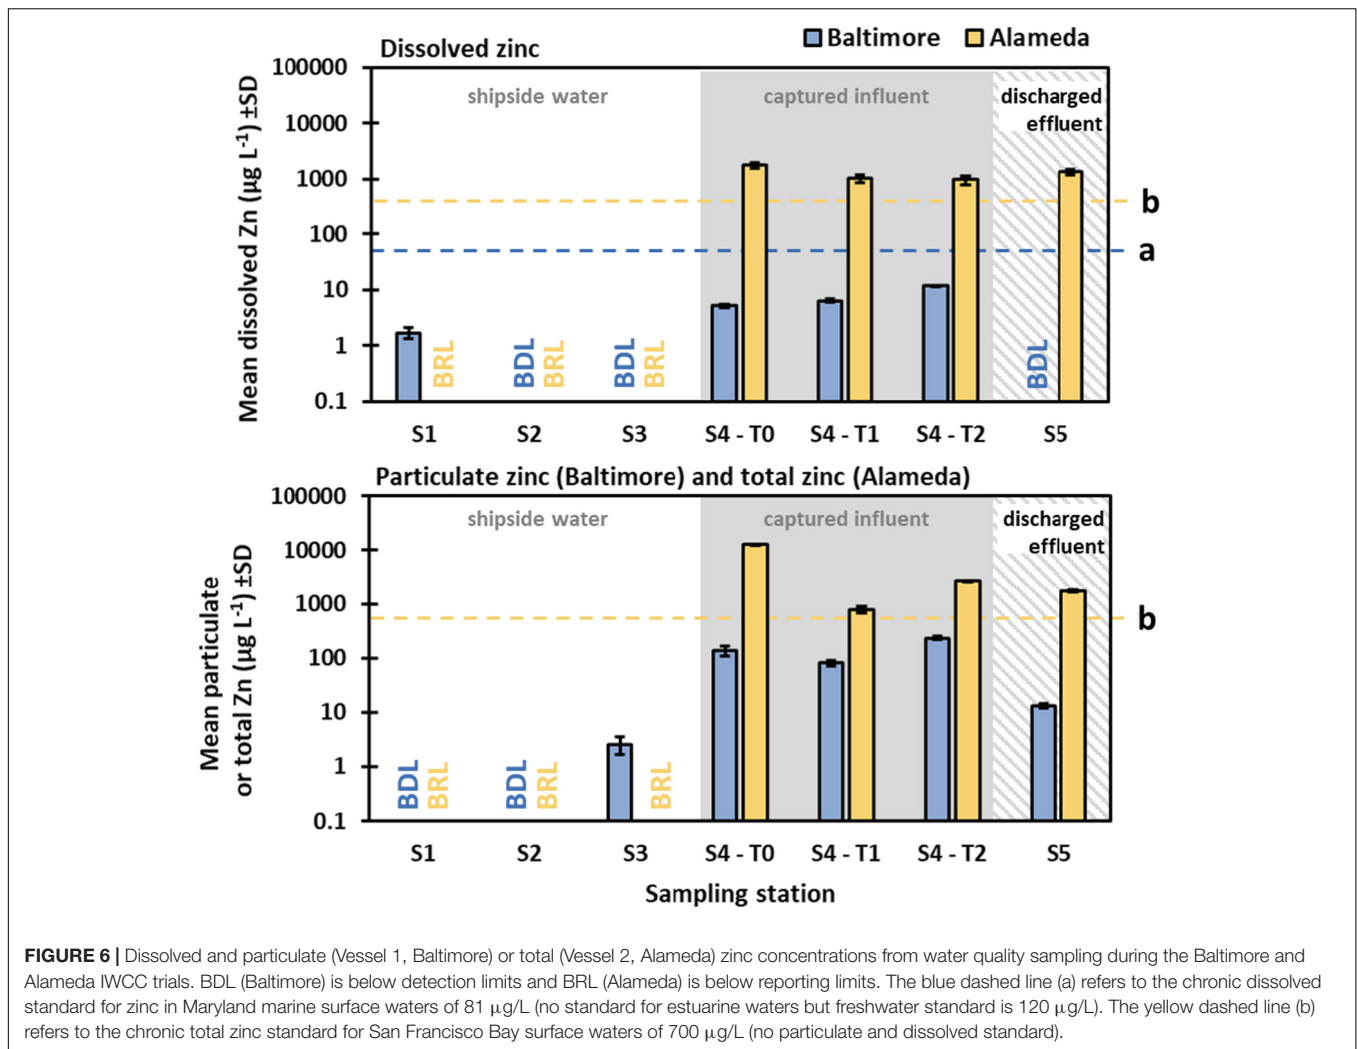 Dissolved zinc
Baltimore
Alameda
Mean dissolved Zn (µg L-1) ±SD
100000
10000
1000
100
10
1
0.1
shipside water
captured influent
discharged
effluent
b
a
BRL
BDL
BRL
BDL
BRL
BDL
S1
S2
S3
S4 - T0
S4 - T1
S4 - T2
S5
Particulate zinc (Baltimore) and total zinc (Alameda)
Mean particulate
or total Zn (µg L-1) ±SD
100000
10000
1000
100
10
1
0.1
shipside water
captured influent
discharged
effluent
b
BDL
BRL
BDL
BRL
BRL
S1
S2
S3
S4 - T0
S4 - T1
S4 - T2
S5
Sampling station
FIGURE 6 | Dissolved and particulate (Vessel 1, Baltimore) or total (Vessel 2, Alameda) zinc concentrations from water quality sampling during the Baltimore and
Alameda IWCC trials. BDL (Baltimore) is below detection limits and BRL (Alameda) is below reporting limits. The blue dashed line (a) refers to the chronic dissolved
standard for zinc in Maryland marine surface waters of 81 µg/L (no standard for estuarine waters but freshwater standard is 120 µg/L). The yellow dashed line (b)
refers to the chronic total zinc standard for San Francisco Bay surface waters of 700 µg/L (no particulate and dissolved standard).